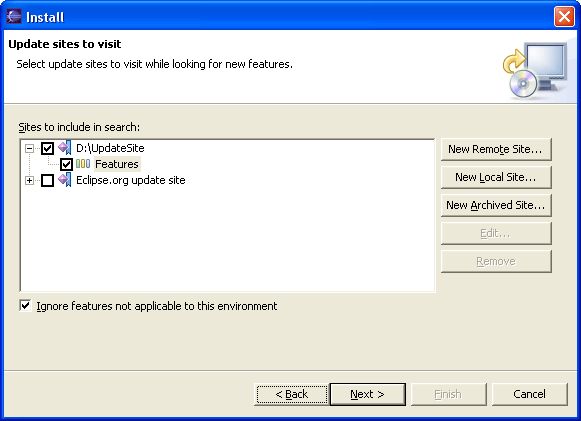 Install
Update sites to visit
Select update sites to visit while looking for new features.
Sites to include in search:
D:\UpdateSite
Features
Eclipse.org update site
New Remote Site...
New Local Site...
New Archived Site...
Edit...
Remove
Ignore features not applicable to this environment
< Back
Next >
Finish
Cancel